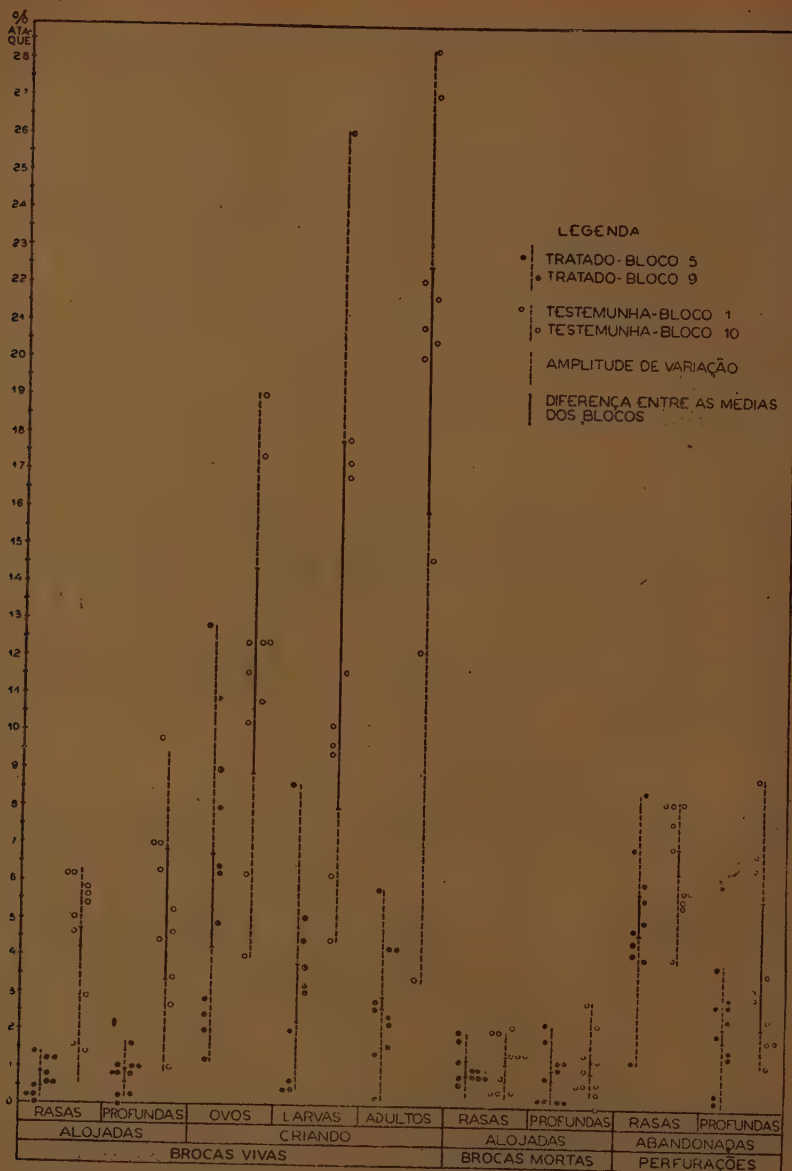 %
ATA-
QUE
28
27
26
25
24
23
22
21
20
19
18
17
16
15
14
13
12
11
10
9
8
7
6
5
4
3
2
1
0
LEGENDA
TRATADO-BLOCO 5
TRATADO-BLOCO 9
TESTEMUNHA-BLOCO 1
TESTEMUNHA-BLOCO 10
AMPLITUDE DE VARIAÇÃO
DIFERENÇA ENTRE AS MÉDIAS
DOS BLOCOS
RASAS PROFUNDAS OVOS LARVAS ADULTOS RASAS PROFUNDAS RASAS PROFUNDAS
ALOJADAS CRIANDO ALOJADAS ABANDONADAS
BROCAS VIVAS BROCAS MORTAS PERFURAÇÕES